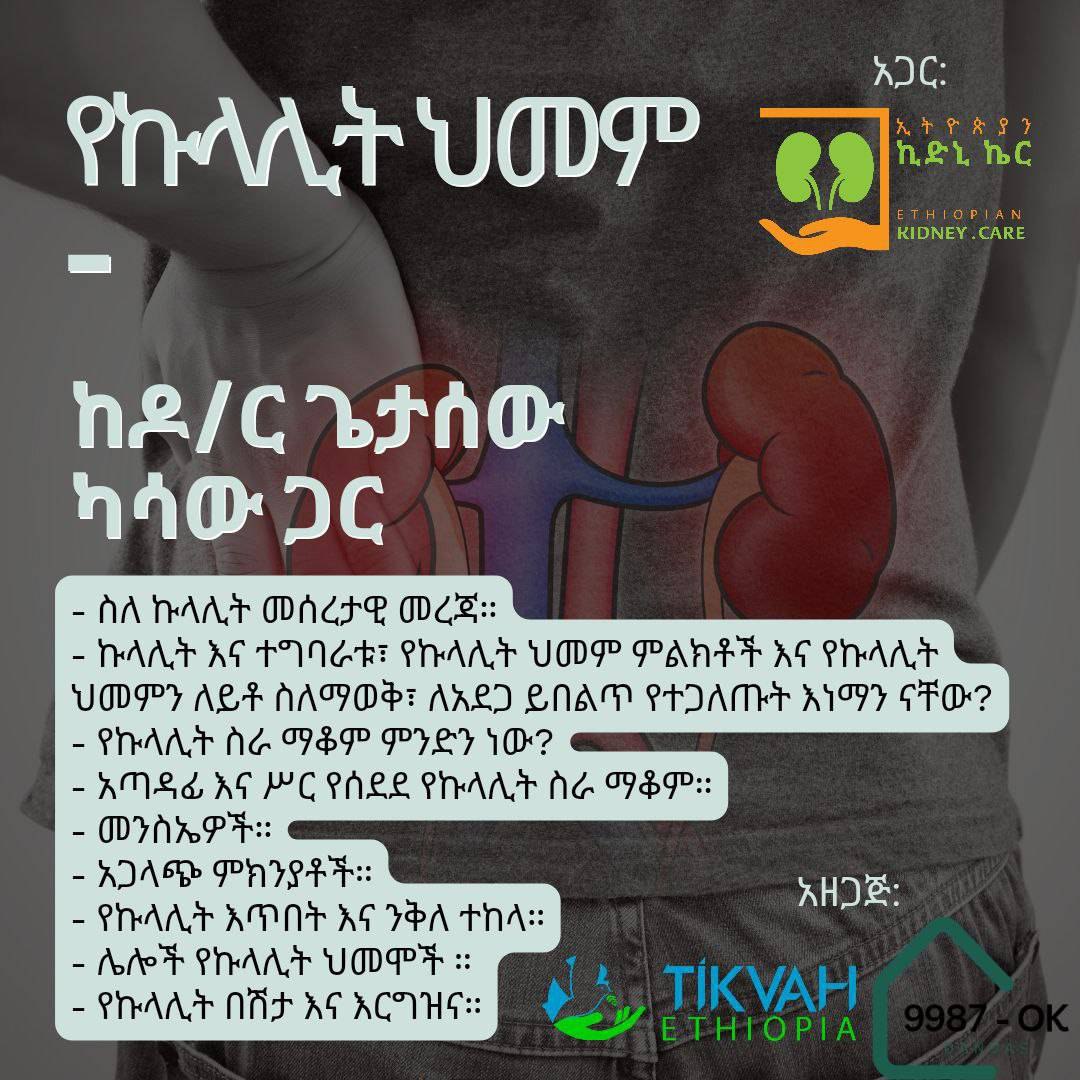 አጋር:
ኢትዮጵያን
ኪድኒ ኬር
ETHIOPIAN
KIDNEY.CARE
የኩላሊት ህመም
-
ከዶ/ር ጌታሰው
ካሳው ጋር
- ስለ ኩላሊት መሰረታዊ መረጃ።
- ኩላሊት እና ተግባራቱ፣ የኩላሊት ህመም ምልክቶች እና የኩላሊት
ህመምን ለይቶ ስለማወቅ፣ ለአደጋ ይበልጥ የተጋለጡት እነማን ናቸው?
- የኩላሊት ስራ ማቆም ምንድን ነው?
- አጣዳፊ እና ሥር የሰደደ የኩላሊት ስራ ማቆም።
- መንስኤዎች።
- አጋላጭ ምክንያቶች።
- የኩላሊት እጥበት እና ንቅለ ተከላ።
- ሌሎች የኩላሊት ህመሞች ።
- የኩላሊት በሽታ እና እርግዝና።
አዘጋጅ:
TIKVAH
ETHIOPIA
9987 - OK